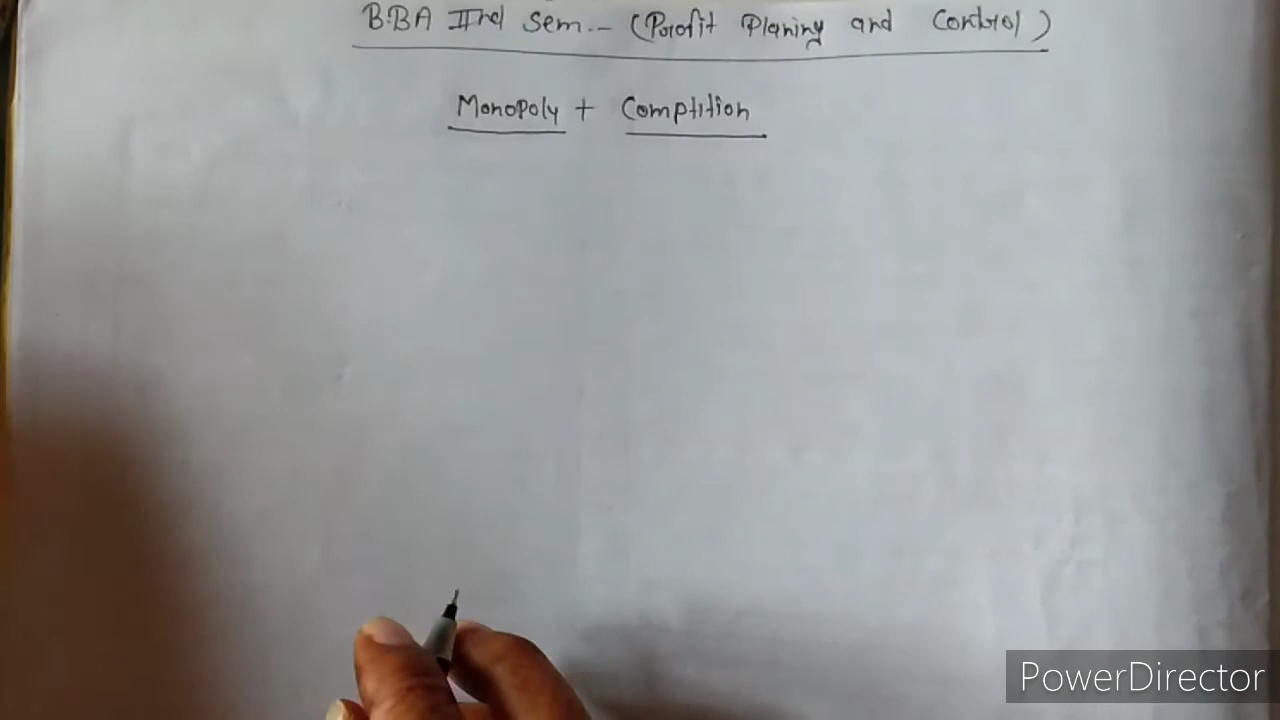 B.BA IInd Sem.- (Profit Planing and Control)
Monopoly + Comptition
PowerDirector